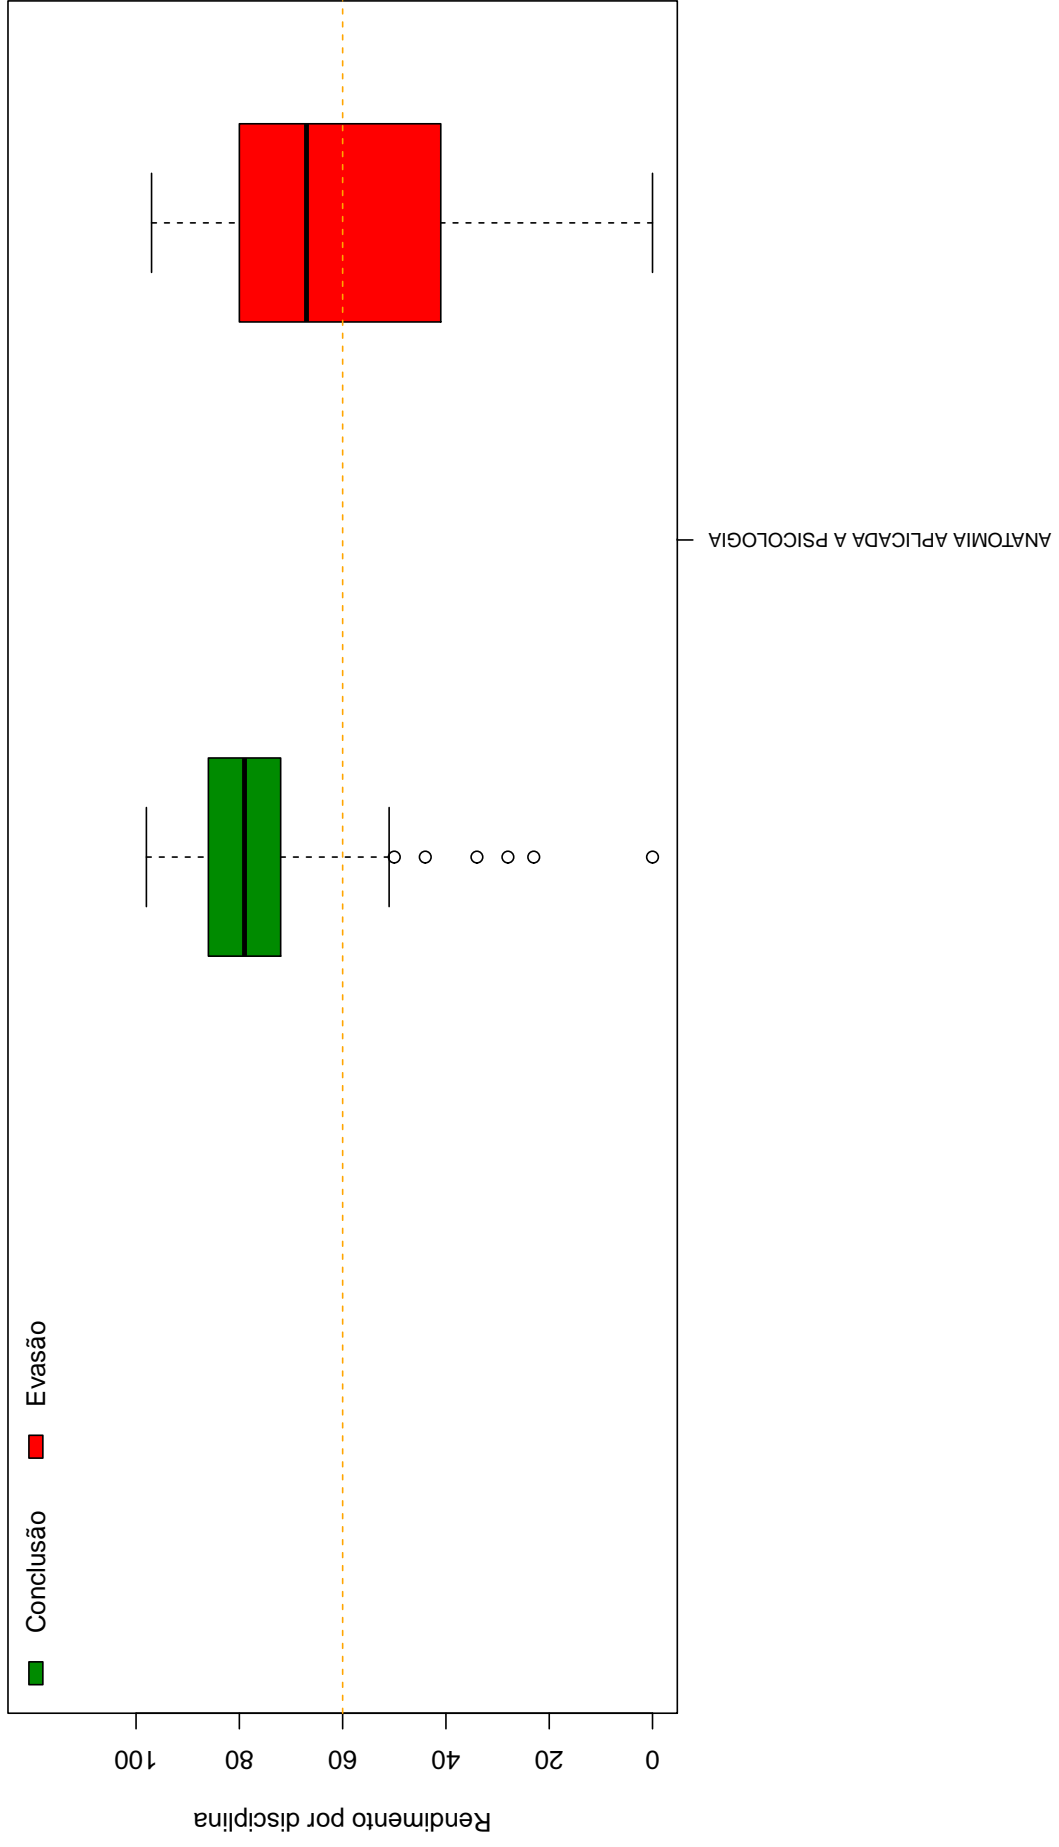 Conclusão
Evasão
100
80
60
40
20
0
Rendimento por disciplina
ANATOMIA APLICADA A PSICOLOGIA